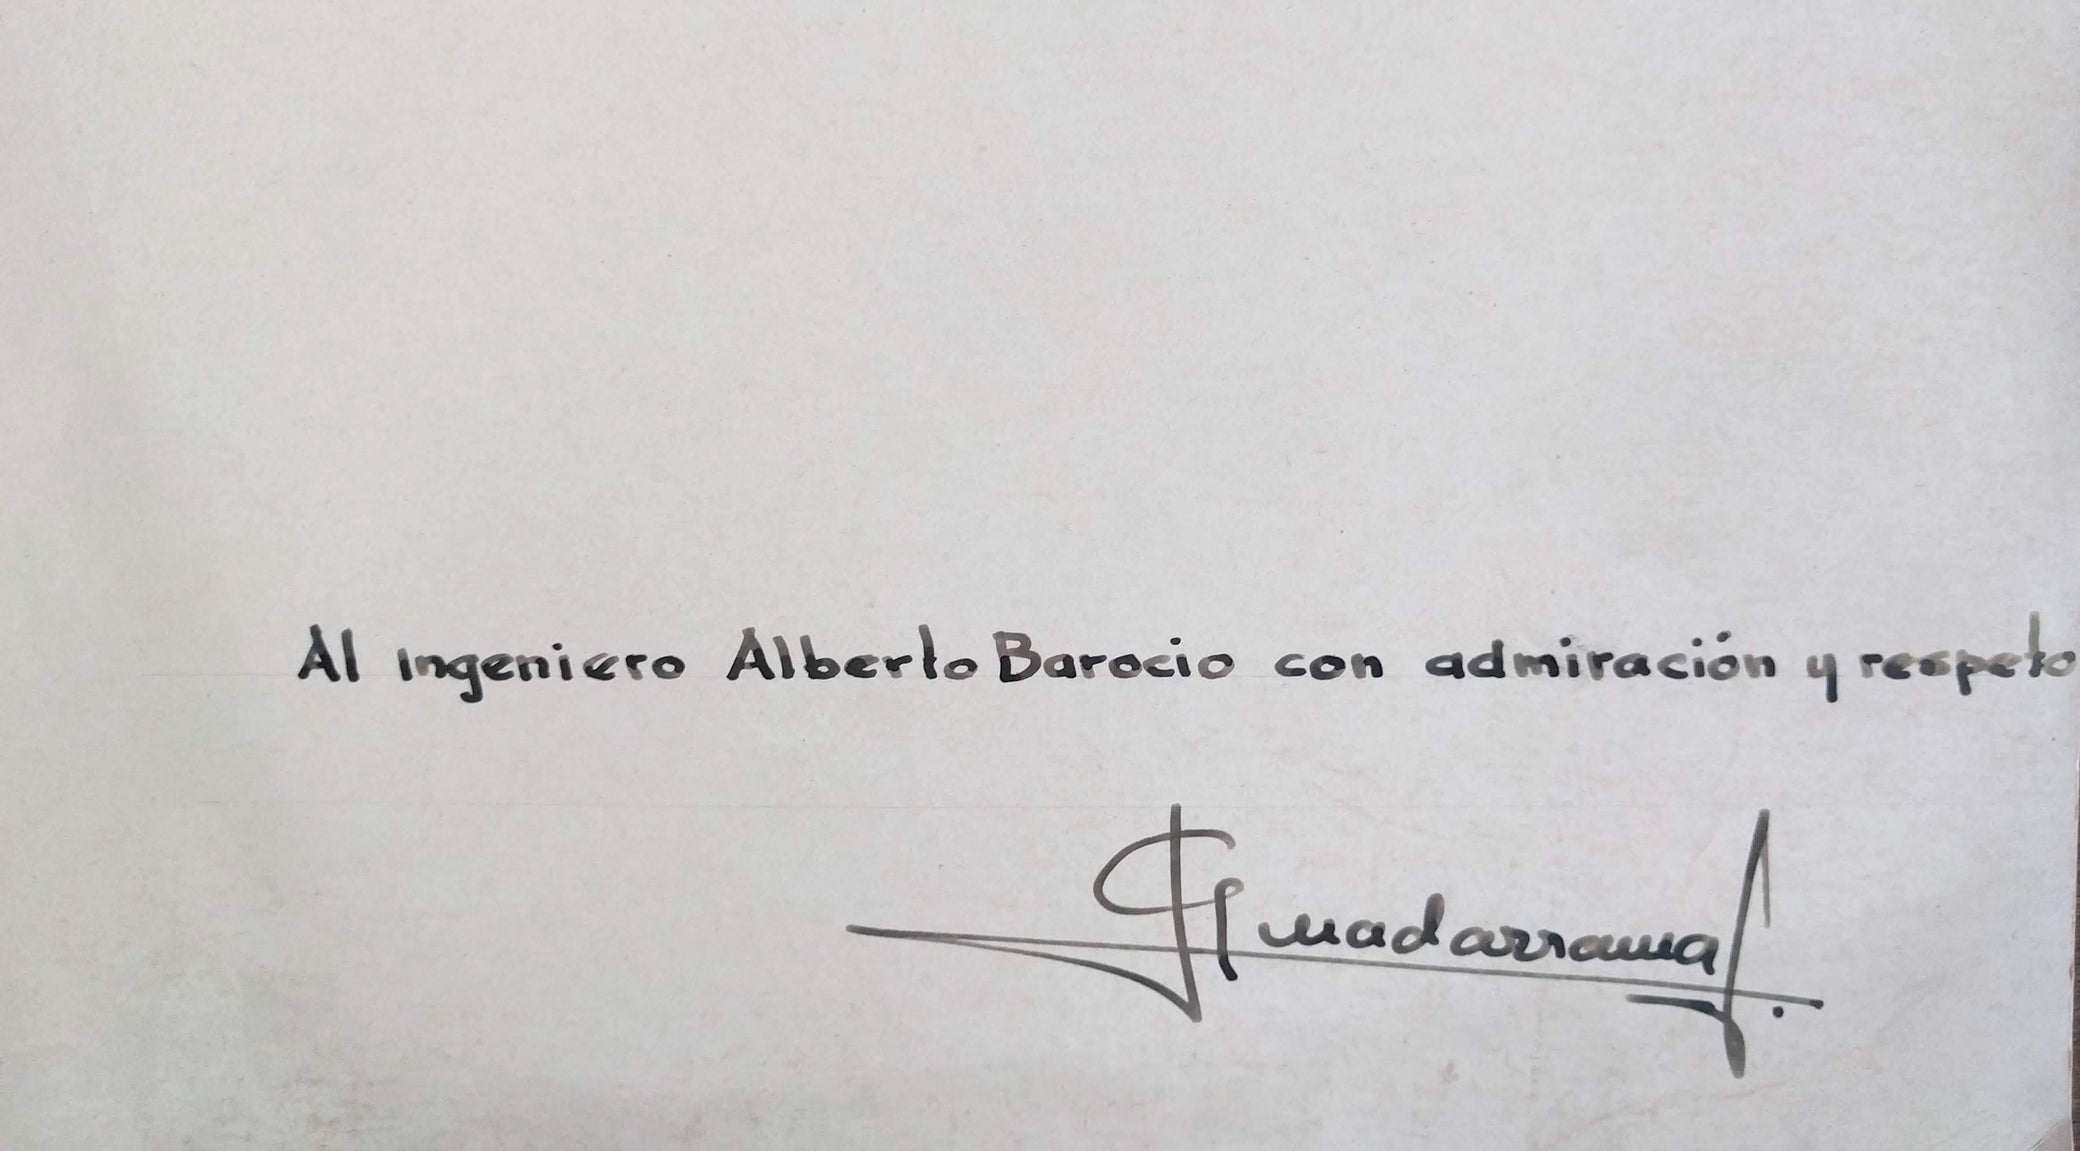 Al ingeniero Alberto Barocio con admiración y respeto
Guadarrama